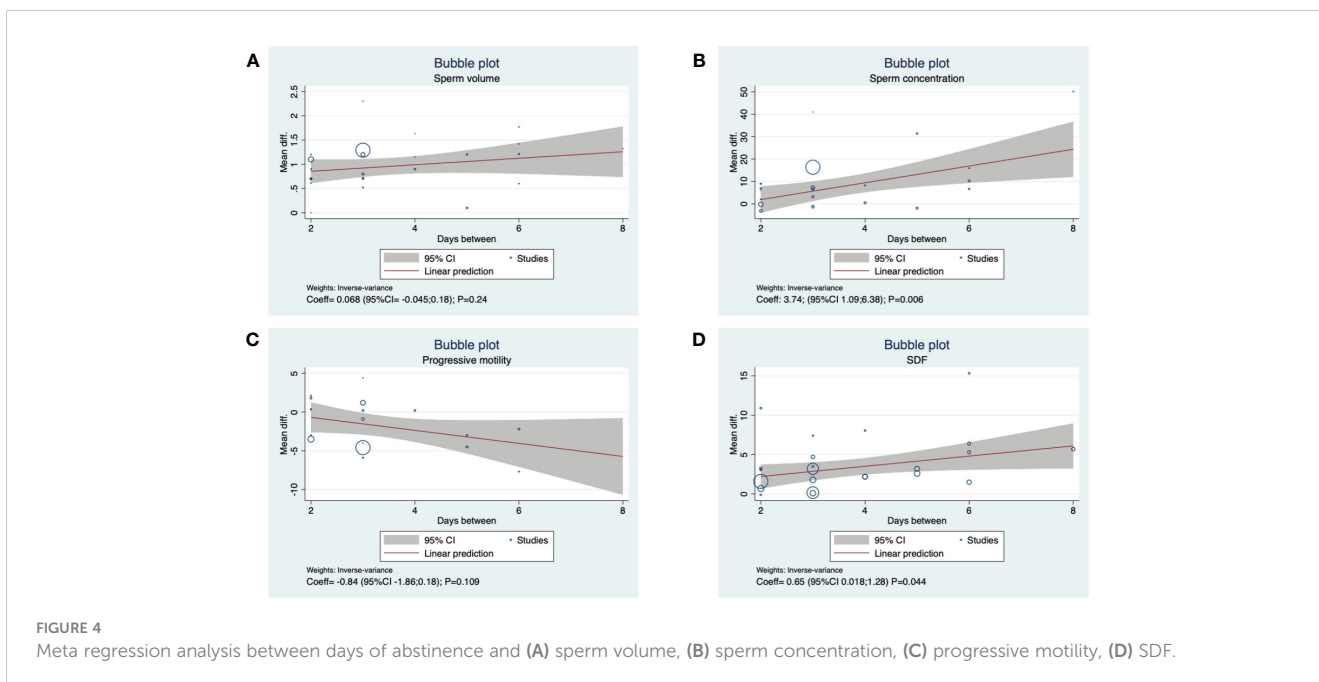 A
Bubble plot
Sperm volume
Mean diff.
2.5
2
1.5
1
.5
0
2 4 6 8
Days between
95% CI Studies
Linear prediction
Weights: Inverse-variance
Coeff= 0.068 (95%CI= -0.045;0.18); P=0.24
B
Bubble plot
Sperm concentration
Mean diff.
50
40
30
20
10
0
2 4 6 8
Days between
95% CI Studies
Linear prediction
Weights: Inverse-variance
Coeff: 3.74; (95%CI 1.09;6.38); P=0.006
C
Bubble plot
Progressive motility
Mean diff.
5
0
-5
-10
2 4 6 8
Days between
95% CI Studies
Linear prediction
Weights: Inverse-variance
Coeff= -0.84 (95%CI -1.86;0.18); P=0.109
D
Bubble plot
SDF
Mean diff.
15
10
5
0
2 4 6 8
Days between
95% CI Studies
Linear prediction
Weights: Inverse-variance
Coeff= 0.65 (95%CI 0.018;1.28) P=0.044
FIGURE 4
Meta regression analysis between days of abstinence and (A) sperm volume, (B) sperm concentration, (C) progressive motility, (D) SDF.